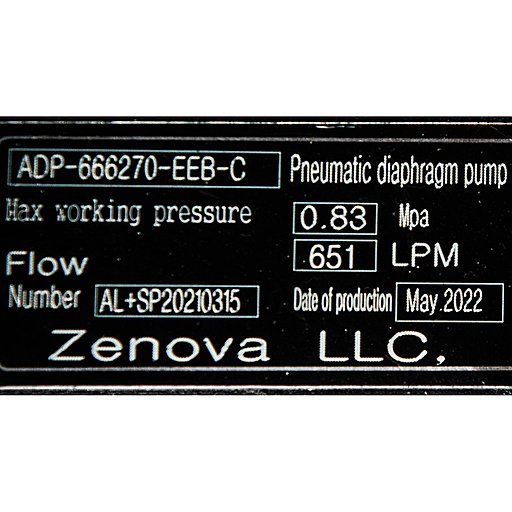 ADP-666270-EEB-C Pneumatic diaphragm pump
Max working pressure 0.83 Mpa
Flow 651 LPM
Number AL+SP20210315 Date of production May.2022
Zenova LLC,